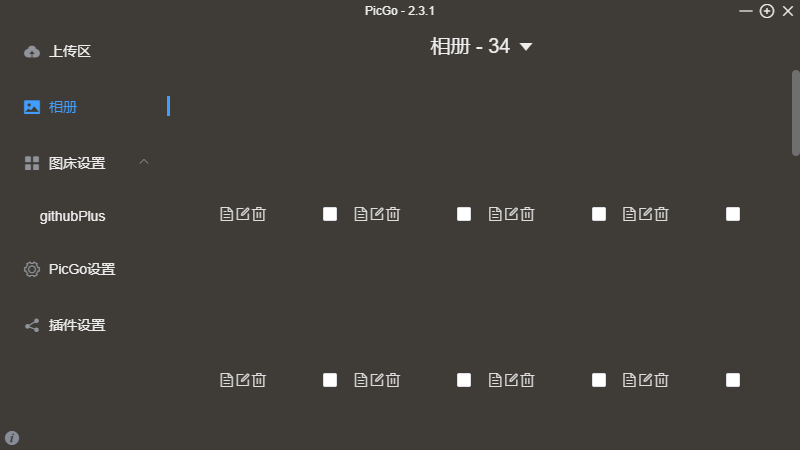 PicGo - 2.3.1
上传区
相册 - 34
相册
图床设置
githubPlus
PicGo设置
插件设置